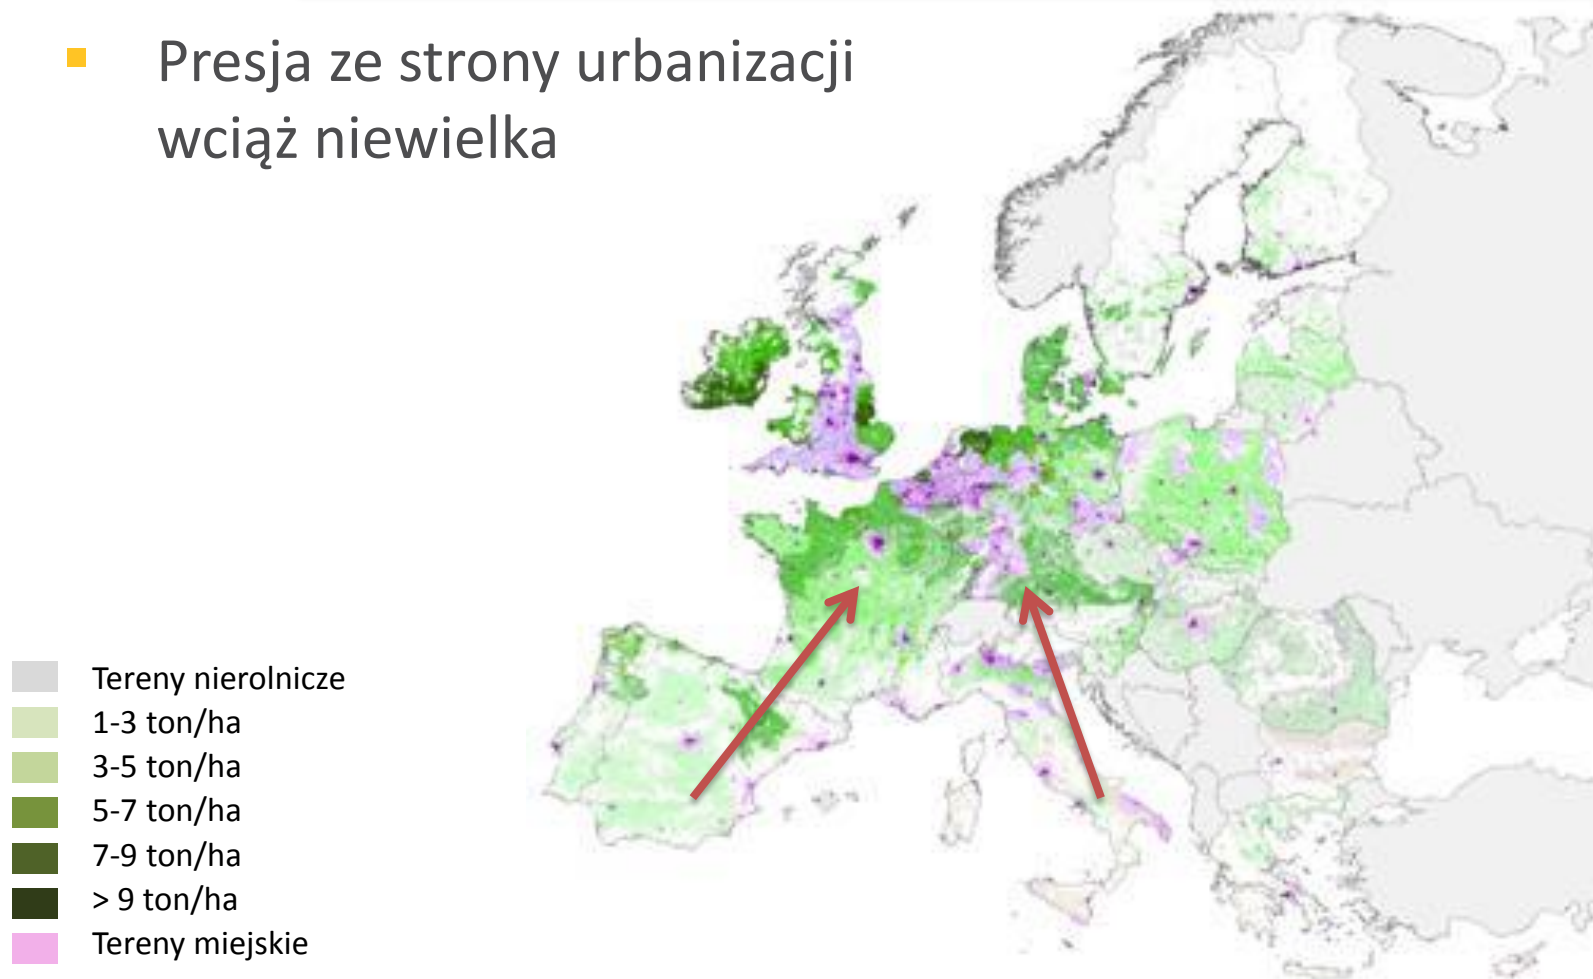 Presja ze strony urbanizacji
wciąż niewielka
Tereny nierolnicze
1-3 ton/ha
3-5 ton/ha
5-7 ton/ha
7-9 ton/ha
> 9 ton/ha
Tereny miejskie